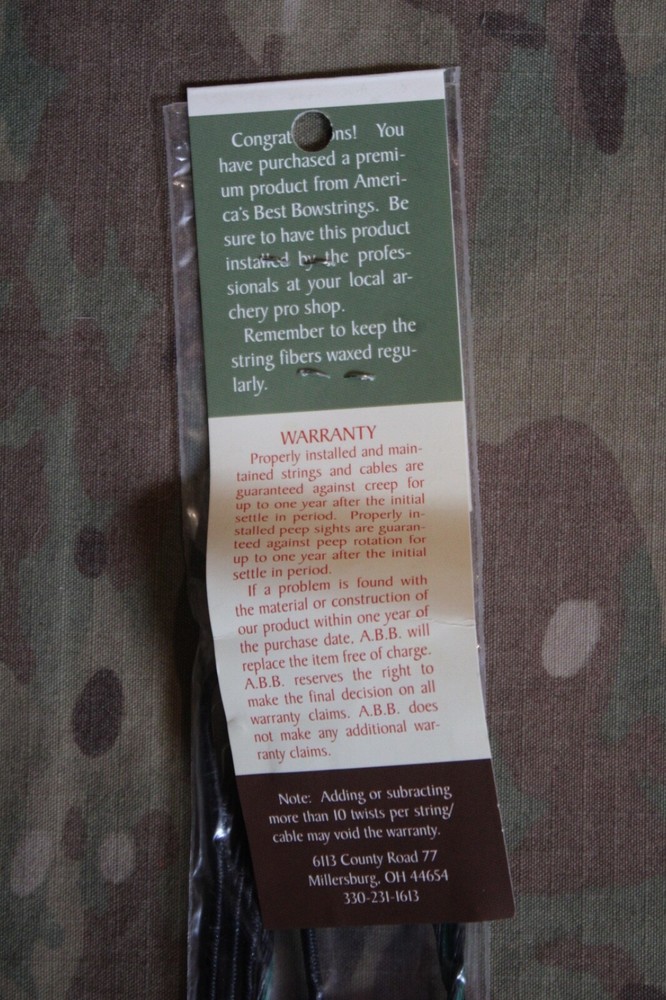 Congrat ns! You
have purchased a premi-
um product from Ameri-
ca's Best Bowstrings. Be
sure to have this product
installed by the profes-
sionals at your local ar-
chery pro shop.
Remember to keep the
string fibers waxed regu-
larly.
WARRANTY
Properly installed and main-
tained strings and cables are
guaranteed against creep for
up to one year after the initial
settle in period. Properly in-
stalled peep sights are guaran-
teed against peep rotation for
up to one year after the initial
settle in period.
If a problem is found with
the material or construction of
our product within one year of
the purchase date, A.B.B. will
replace the item free of charge.
A.B.B. reserves the right to
make the final decision on all
warranty claims. A.B.B. does
not make any additional war-
ranty claims.
Note: Adding or subracting
more than 10 twists per string/
cable may void the warranty.
6113 County Road 77
Millersburg, OH 44654
330-231-1613